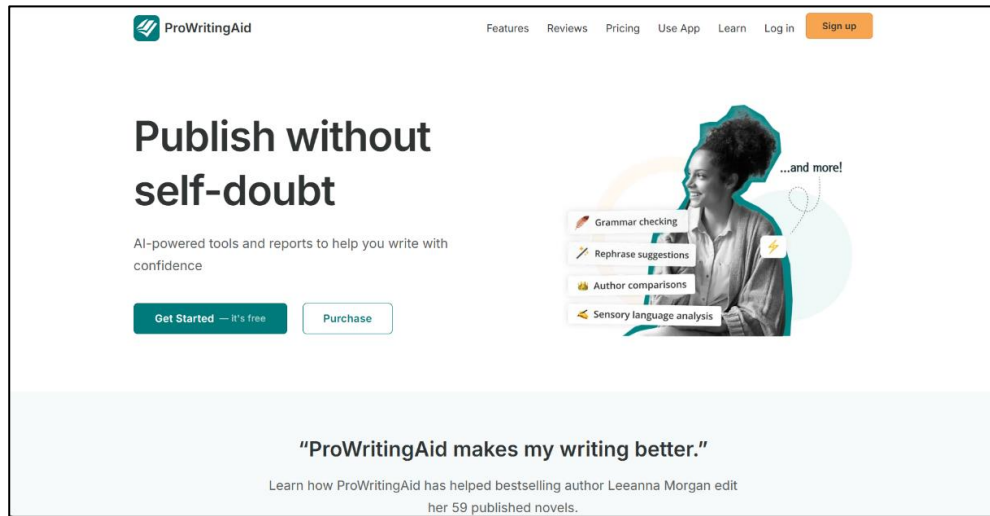 ProWritingAid
Features Reviews Pricing Use App Learn Log in Sign up
Publish without
self-doubt
AI-powered tools and reports to help you write with
confidence
Get Started — it's free
Purchase
...and more!
Grammar checking
Rephrase suggestions
Author comparisons
Sensory language analysis
“ProWritingAid makes my writing better.”
Learn how ProWritingAid has helped bestselling author Leeanna Morgan edit
her 59 published novels.